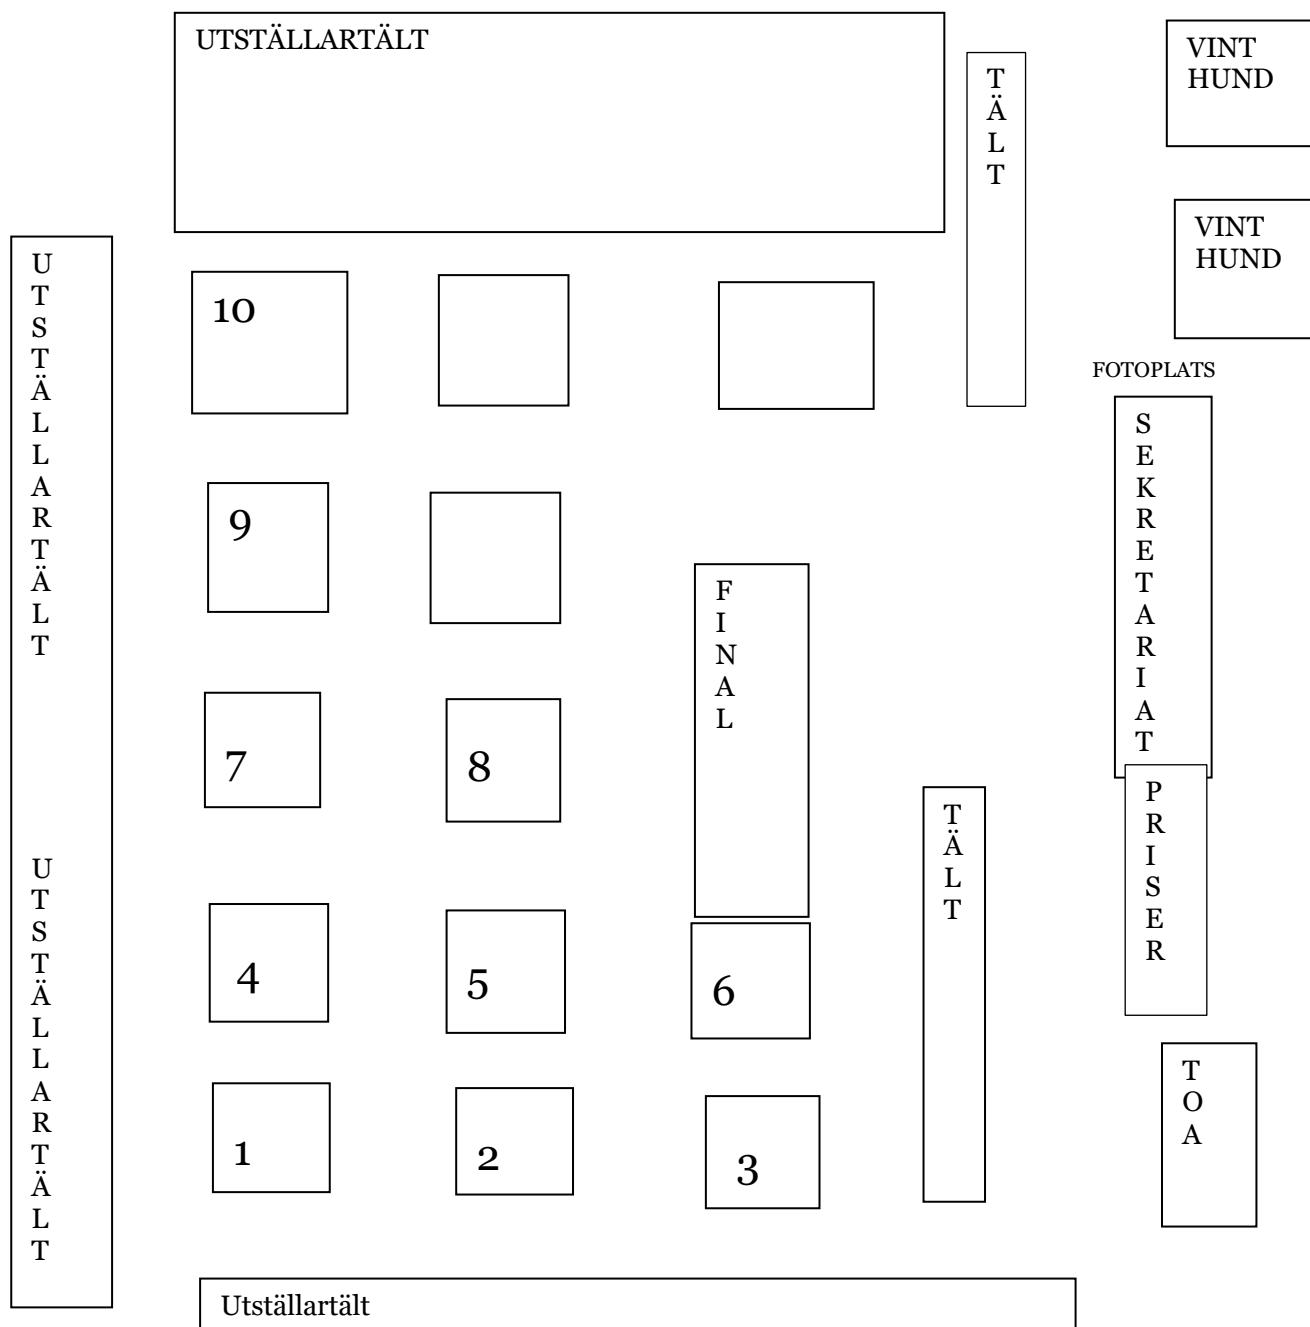 UTSTÄLLARTÄLT
TÄLT
VINT
HUND
VINT
HUND
UTSTÄLLARTÄLT
10
FOTOPLATS
SEKRETARIAT
9
FINAL
7
8
PRISER
TÄLT
UTSTÄLLARTÄLT
4
5
6
TOA
1
2
3
Utställartält